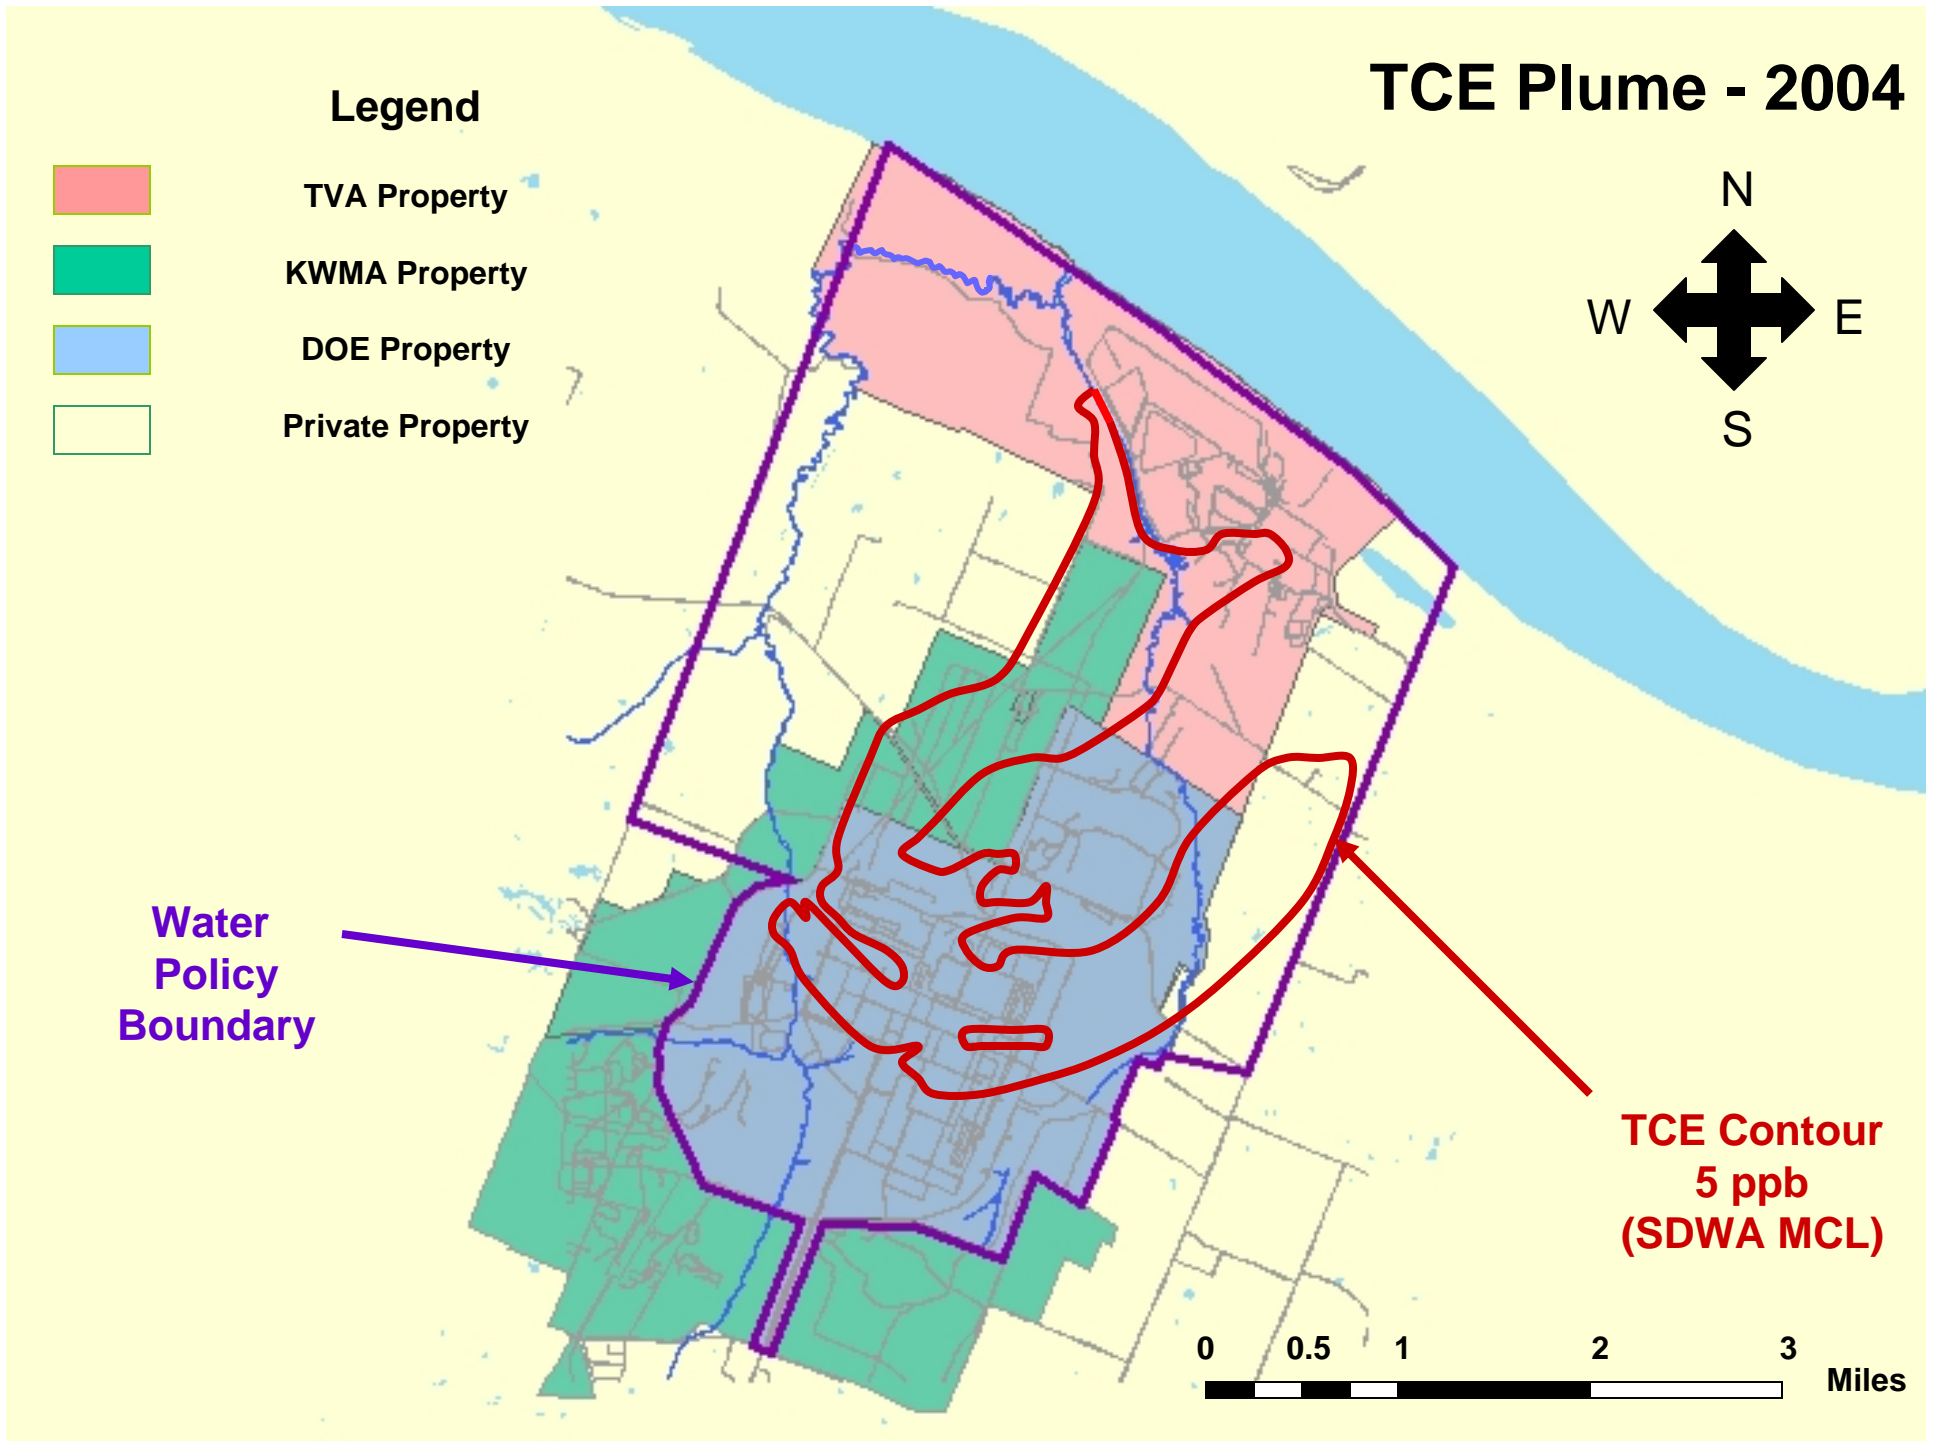 TCE Plume - 2004
Legend
TVA Property
KWMA Property
DOE Property
Private Property
N
W
E
S
Water
Policy
Boundary
TCE Contour
5 ppb
(SDWA MCL)
0 0.5 1 2 3
Miles